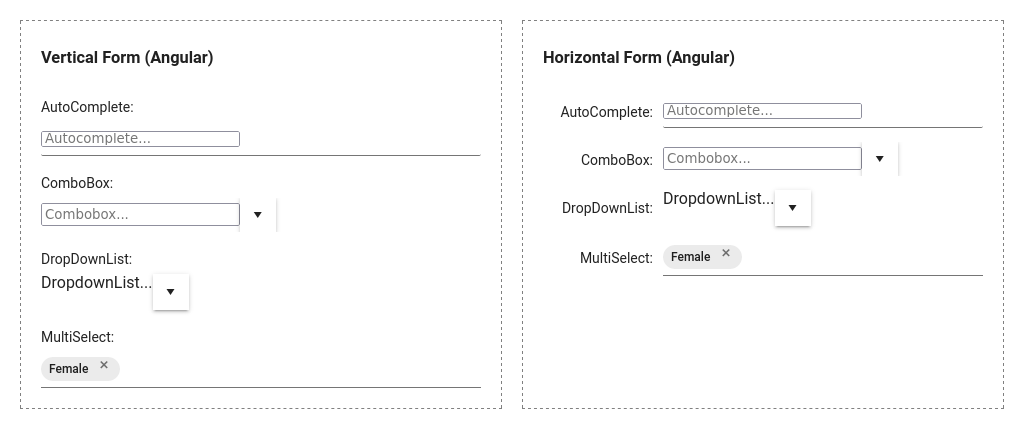 Vertical Form (Angular)
AutoComplete:
Autocomplete...
ComboBox:
Combobox...
DropDownList:
DropdownList...
MultiSelect:
Female ×
Horizontal Form (Angular)
AutoComplete: Autocomplete...
ComboBox: Combobox...
DropDownList: DropdownList...
MultiSelect: Female ×